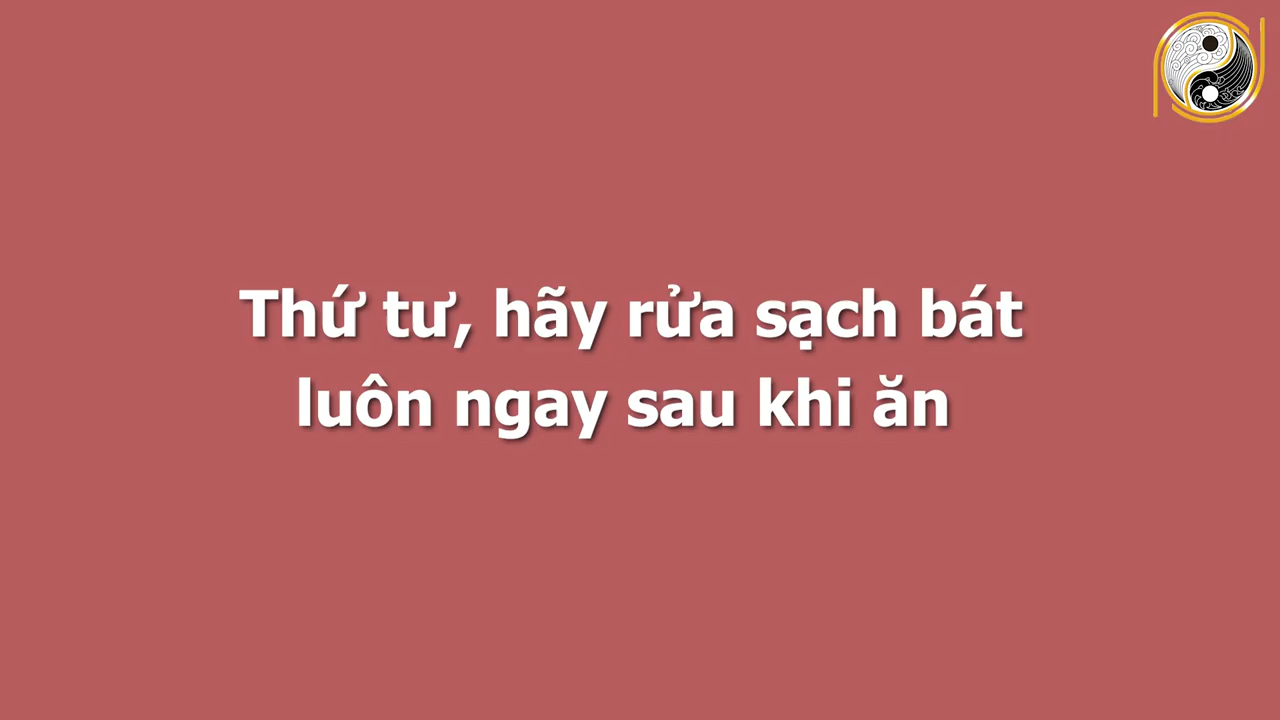 Thứ tư, hãy rửa sạch bát
luôn ngay sau khi ăn